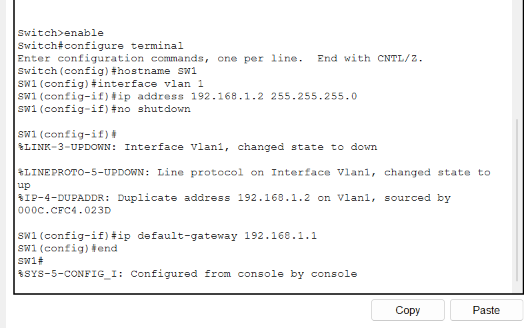 Switch>enable
Switch#configure terminal
Enter configuration commands, one per line.  End with CNTL/Z.
Switch(config)#hostname SW1
SW1(config)#interface vlan 1
SW1(config-if)#ip address 192.168.1.2 255.255.255.0
SW1(config-if)#no shutdown
SW1(config-if)#
%LINK-3-UPDOWN: Interface Vlan1, changed state to down
%LINEPROTO-5-UPDOWN: Line protocol on Interface Vlan1, changed state to
up
%IP-4-DUPADDR: Duplicate address 192.168.1.2 on Vlan1, sourced by
000C.CFC4.023D
SW1(config-if)#ip default-gateway 192.168.1.1
SW1(config)#end
SW1#
%SYS-5-CONFIG_I: Configured from console by console
Copy
Paste